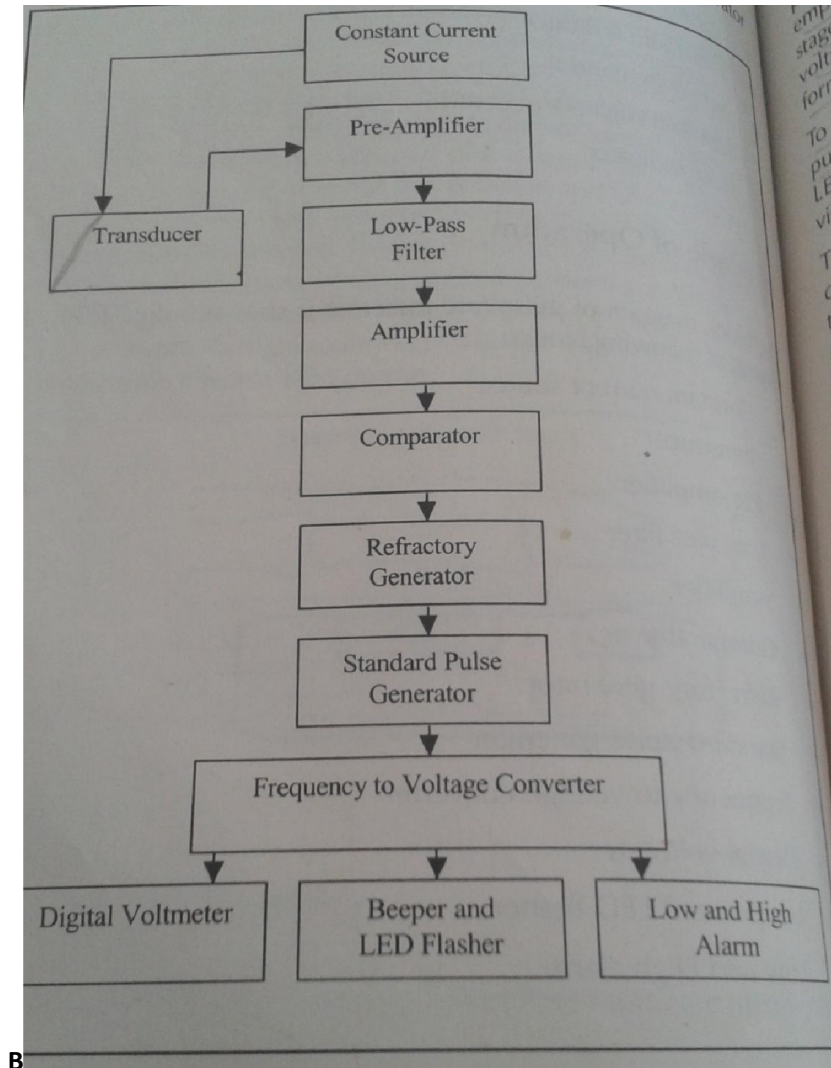 Constant Current
Source
Pre-Amplifier
Transducer
Low-Pass
Filter
Amplifier
Comparator
Refractory
Generator
Standard Pulse
Generator
Frequency to Voltage Converter
Digital Voltmeter
Beeper and
LED Flasher
Low and High
Alarm
B